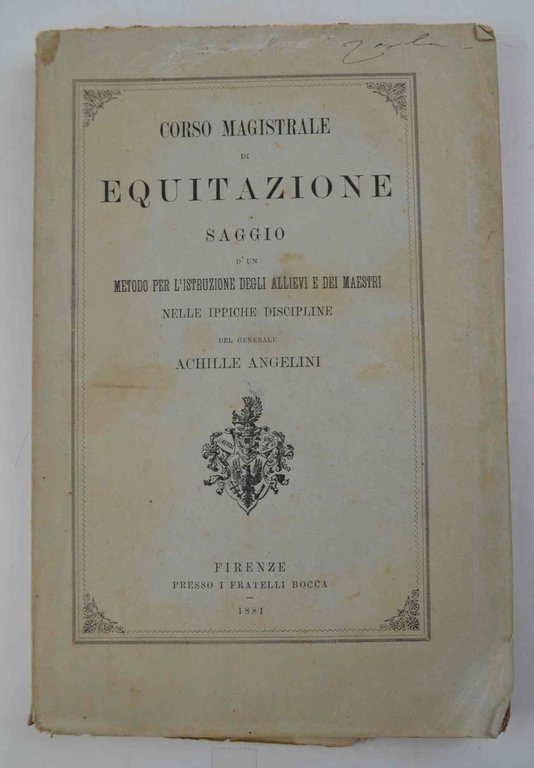 CORSO MAGISTRALE
DI
EQUITAZIONE
SAGGIO
D'UN
METODO PER L'ISTRUZIONE DEGLI ALLIEVI E DEI MAESTRI
NELLE IPPICHE DISCIPLINE
DEL GENERALE
ACHILLE ANGELINI
FIRENZE
PRESSO I FRATELLI BOCCA
1881